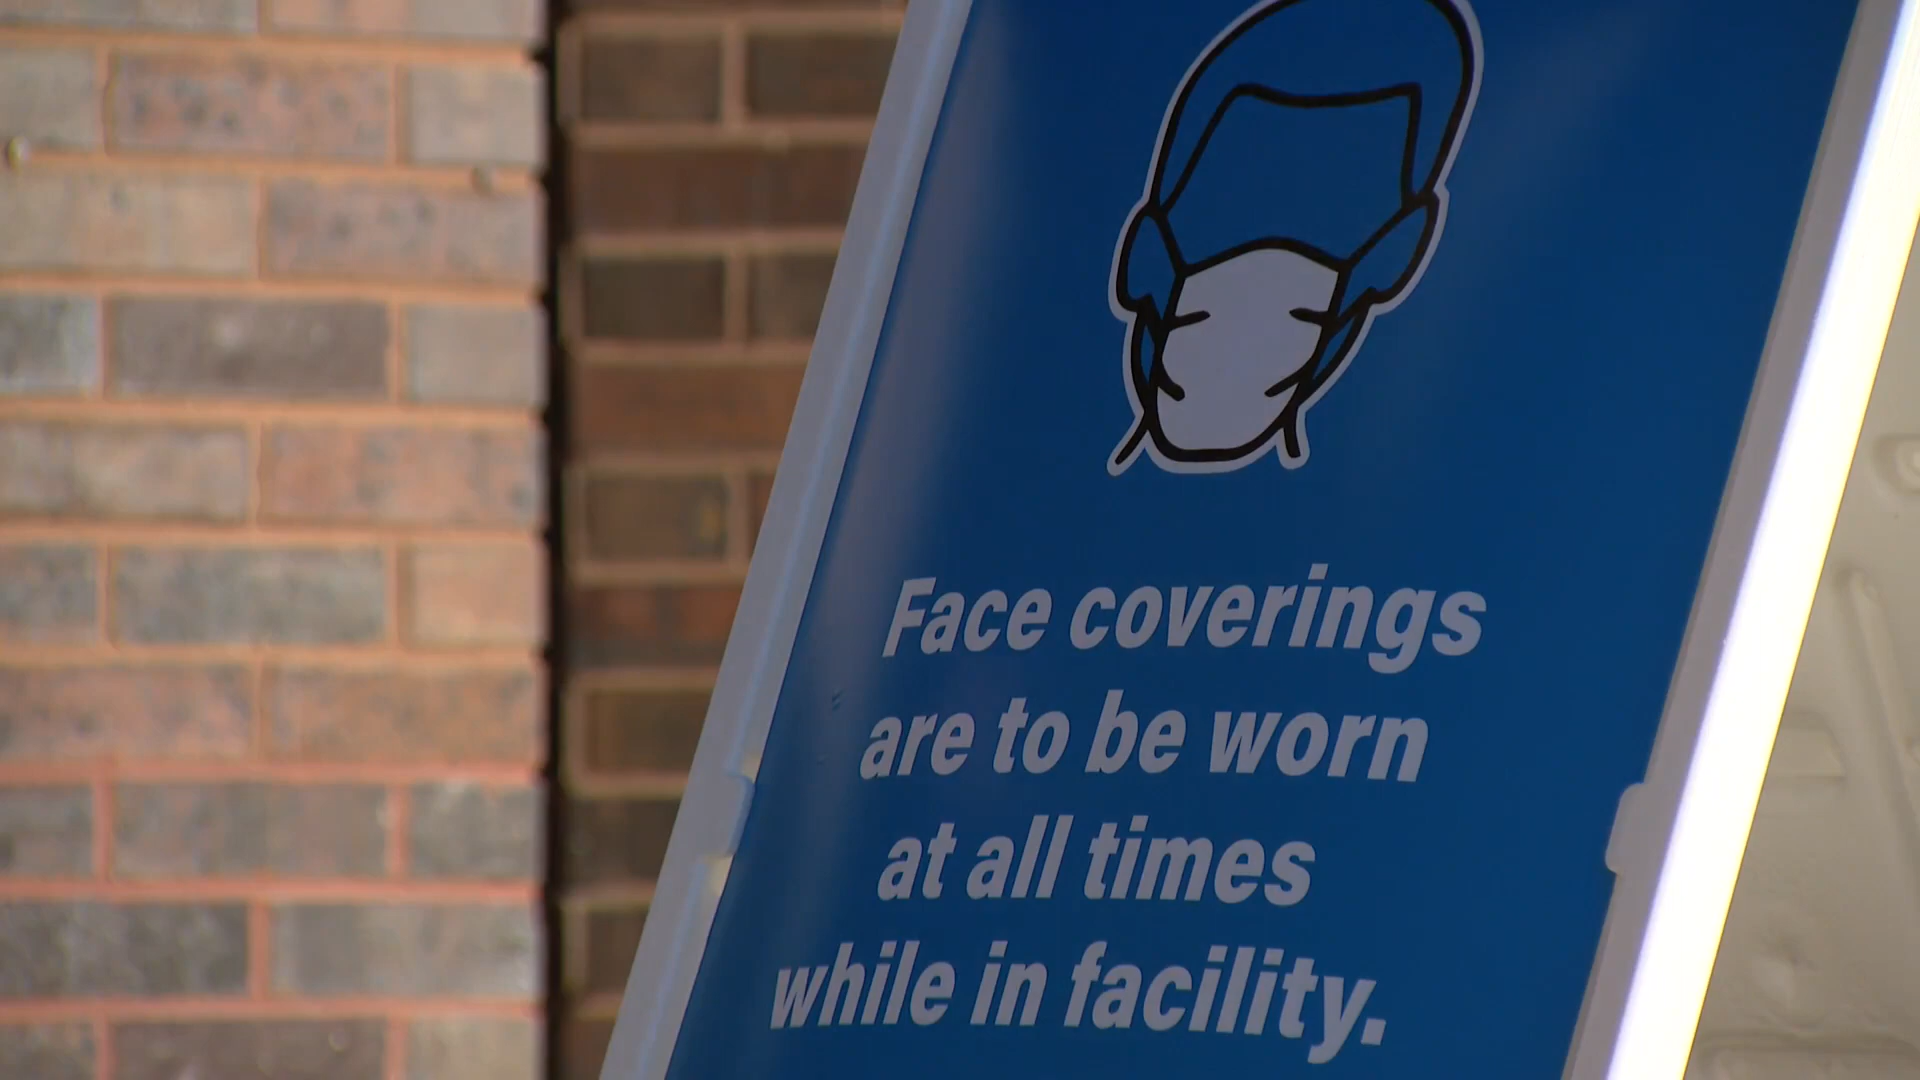 Face coverings
are to be worn
at all times
while in facility.